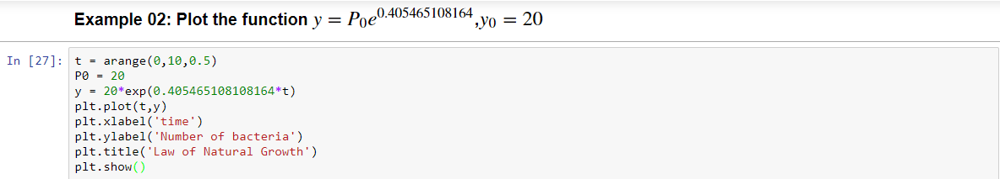 Example 02: Plot the function y = P₀e^0.405465108164 ,y₀ = 20
In [27]: t = arange(0,10,0.5)
P0 = 20
y = 20*exp(0.405465108108164*t)
plt.plot(t,y)
plt.xlabel('time')
plt.ylabel('Number of bacteria')
plt.title('Law of Natural Growth')
plt.show()